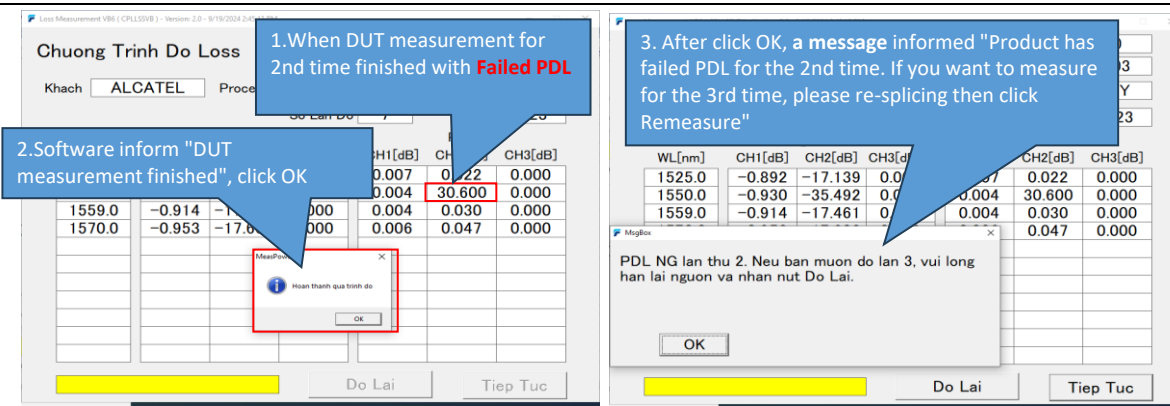 Loss Measurement VB6 ( CPLLSSVB ) - Version: 2.0 - 9/19/2024
1.When DUT measurement for
2nd time finished with Failed PDL
Chuong Trinh Do Loss
Khach ALCATEL
2.Software inform "DUT
measurement finished", click OK
CH1[dB] CH3[dB]
0.007 0.022 0.000
0.004 30.600 0.000
1559.0 -0.914 0.004 0.030 0.000
1570.0 -0.953 0.006 0.047 0.000
Hoan thanh qua trinh do
OK
Do Lai Tiep Tuc
3. After click OK, a message informed "Product has
failed PDL for the 2nd time. If you want to measure
for the 3rd time, please re-splicing then click
Remeasure"
WL[nm] CH1[dB] CH2[dB] CH2[dB] CH3[dB]
1525.0 -0.892 -17.139 0.022 0.000
1550.0 -0.930 -35.492 0.004 30.600 0.000
1559.0 -0.914 -17.461 0.004 0.030 0.000
0.047 0.000
MsgBox
PDL NG lan thu 2. Neu ban muon do lan 3, vui long
han lai nguon va nhan nut Do Lai.
OK
Do Lai Tiep Tuc